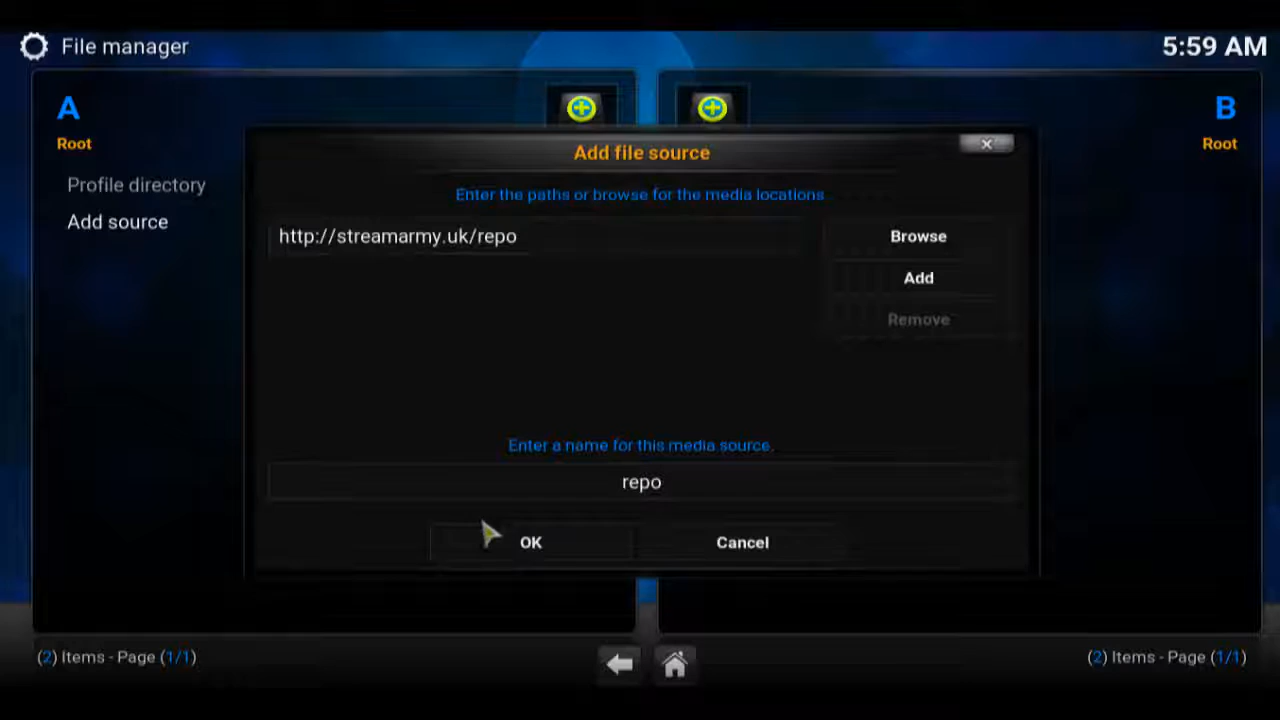 File manager
5:59 AM
A
B
Root
Root
Add file source
Profile directory
Enter the paths or browse for the media locations
Add source
http://streamarmy.uk/repo
Browse
Add
Remove
Enter a name for this media source.
repo
OK
Cancel
(2) Items - Page (1/1)
(2) Items - Page (1/1)